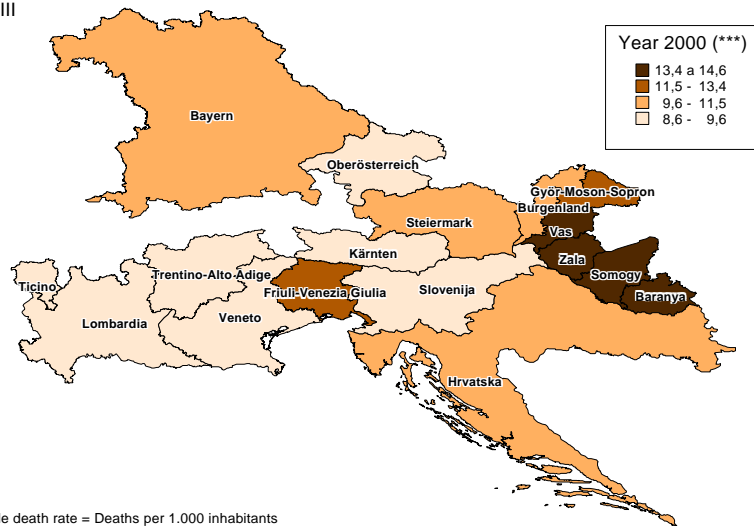 III
Year 2000 (***)
13,4 a 14,6
11,5 - 13,4
9,6 - 11,5
8,6 - 9,6
Bayern
Oberösterreich
Györ-Moson-Sopron
Burgenland
Steiermark
Vas
Kärnten
Zala
Trentino-Alto-Adige
Somogy
Ticino
Friuli-Venezia Giulia
Slovenija
Baranya
Lombardia
Veneto
Hrvatska
le death rate = Deaths per 1.000 inhabitants